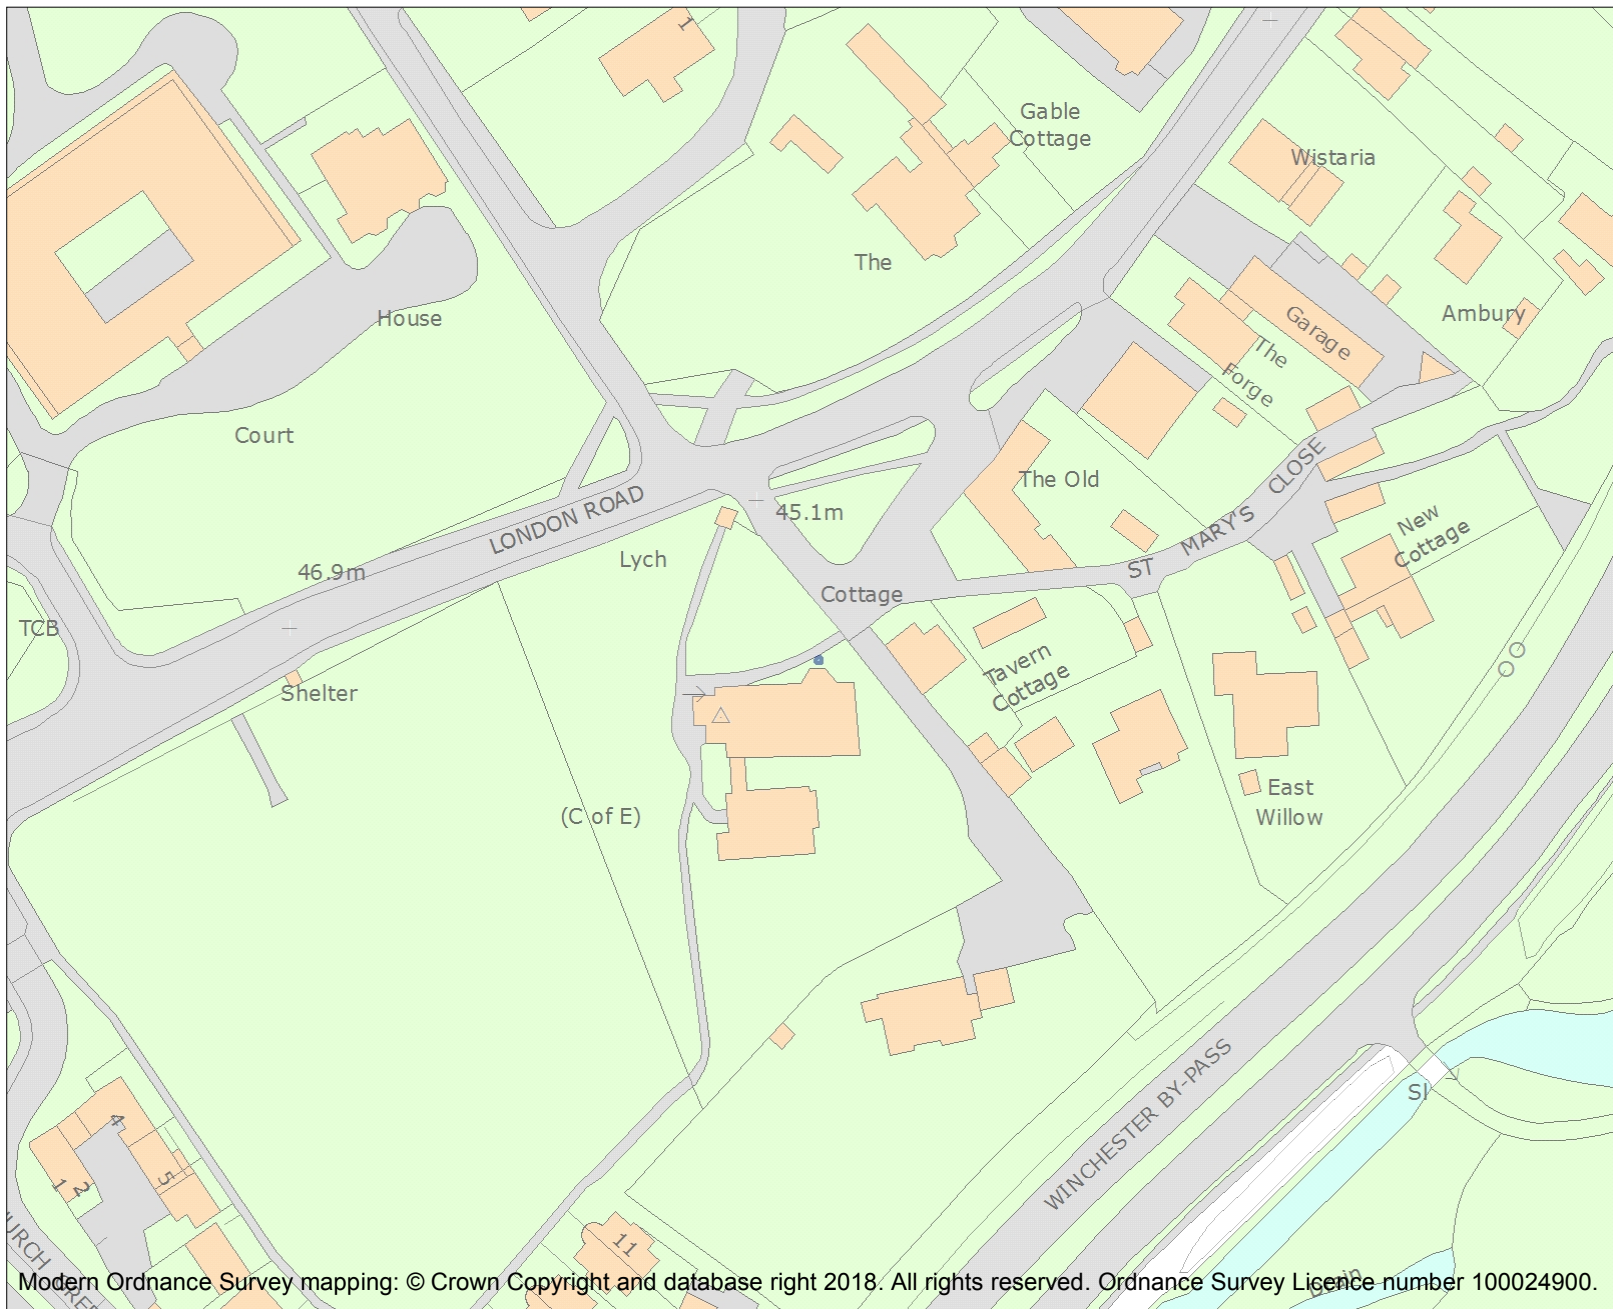 1
Gable
Cottage
Wistaria
The
House
Garage
Ambury
The
Forge
Court
The Old
CLOSE
LONDON ROAD
45.1m
MARY'S
New
Cottage
Lych
46.9m
ST
Cottage
TCB
Tavern
Cottage
Shelter
East
Willow
(C of E)
WINCHESTER BY-PASS
Sl
4
5
1
2
11
Drain
Modern Ordnance Survey mapping: © Crown Copyright and database right 2018. All rights reserved. Ordnance Survey Licence number 100024900.